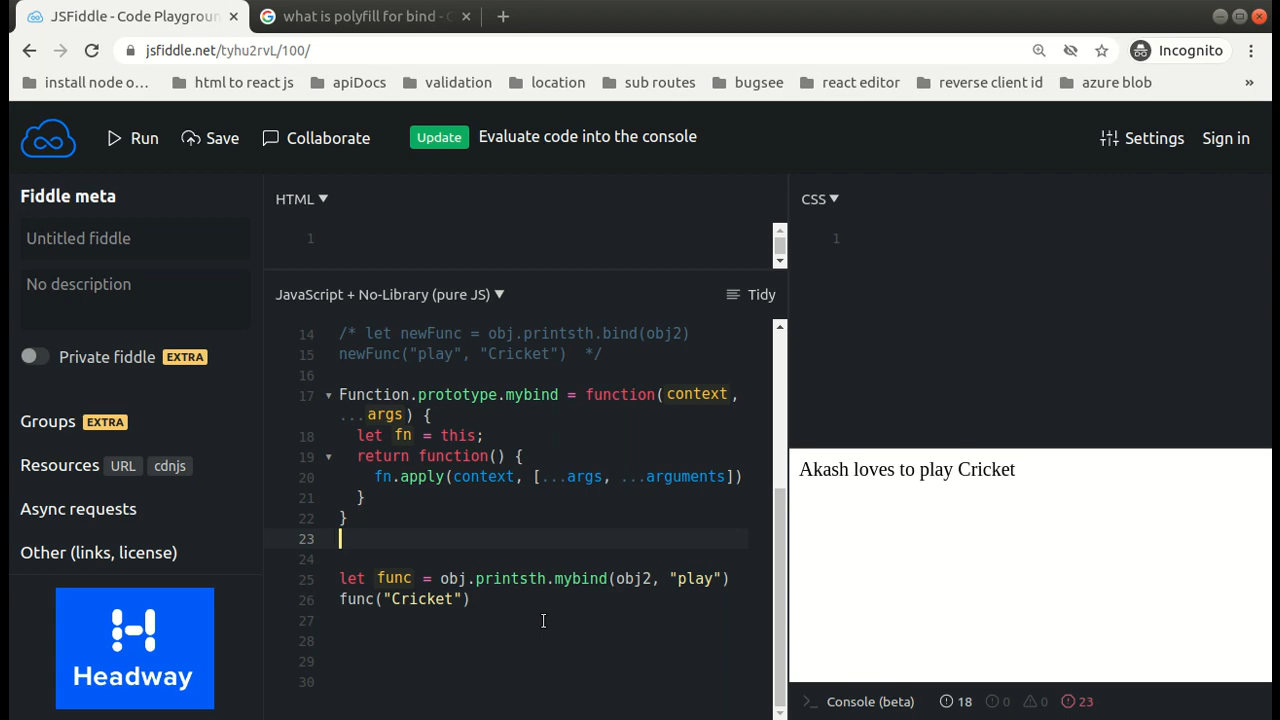 JSFiddle - Code Playgroun
what is polyfill for bind -
jsfiddle.net/tyhu2rvL/100/
Incognito
install node o… html to react js apiDocs validation location sub routes bugsee react editor reverse client id azure blob »
Run Save Collaborate Update Evaluate code into the console Settings Sign in
Fiddle meta
Untitled fiddle
No description
Private fiddle EXTRA
Groups EXTRA
Resources URL cdnjs
Async requests
Other (links, license)
Headway
HTML
1
CSS
1
JavaScript + No-Library (pure JS) Tidy
14 /* let newFunc = obj.printsth.bind(obj2)
15 newFunc("play", "Cricket")  */
16
17 Function.prototype.mybind = function(context,
...args) {
18   let fn = this;
19   return function() {
20     fn.apply(context, [...args, ...arguments])
21   }
22 }
23
24
25 let func = obj.printsth.mybind(obj2, "play")
26 func("Cricket")
27
28
29
30
Akash loves to play Cricket
Console (beta) 18 0 0 23